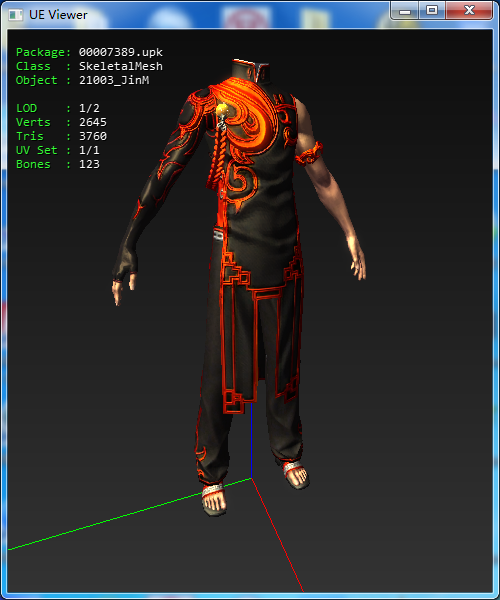 UE Viewer
Package: 00007389.upk
Class : SkeletalMesh
Object : 21003_JinM
LOD : 1/2
Verts : 2645
Tris : 3760
UV Set : 1/1
Bones : 123